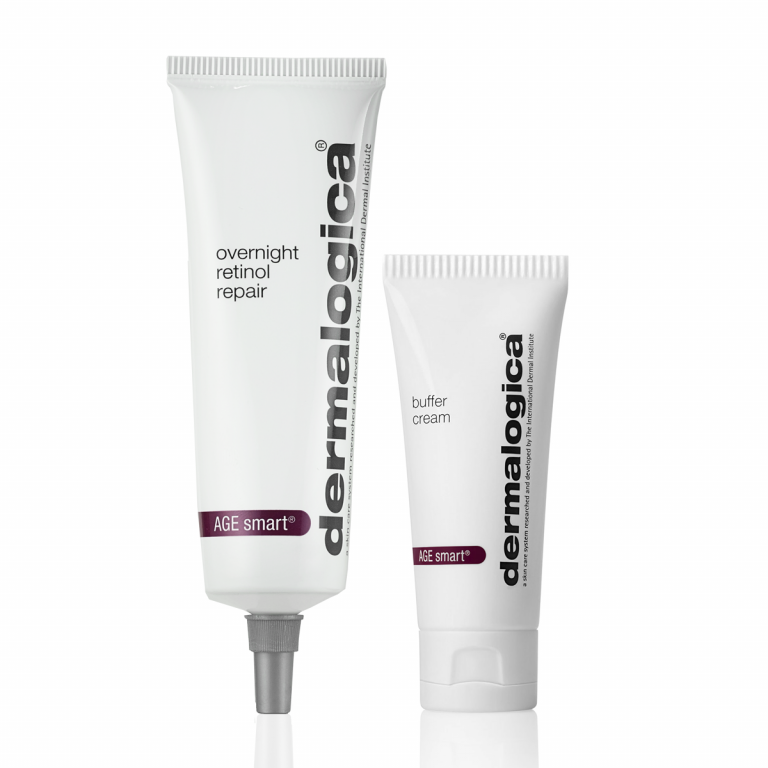 overnight
retinol
repair
dermalogica®
a skin care system researched and developed by The International Dermal Institute
AGE smart®
buffer
cream
dermalogica®
a skin care system researched and developed by The International Dermal Institute
AGE smart®